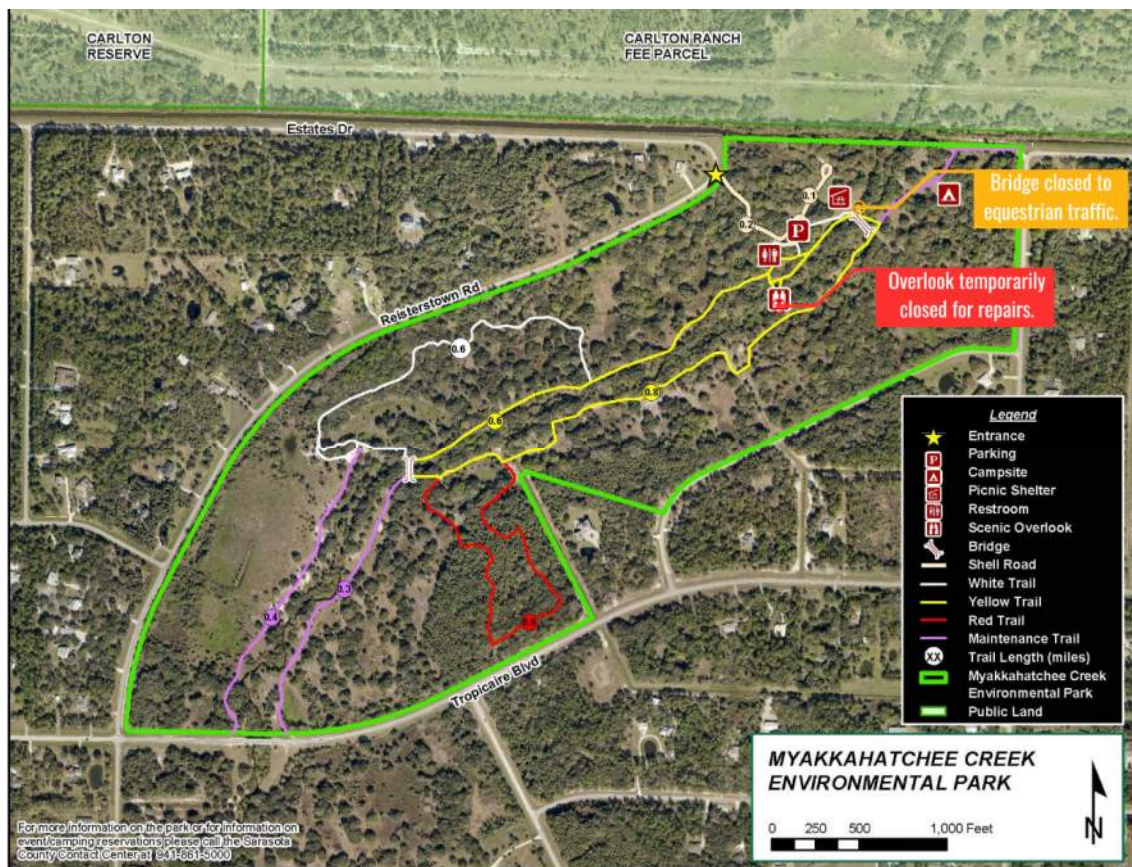 CARLTON
RESERVE
CARLTON RANCH
FEE PARCEL
Estates Dr
0.1
0.2
P
Bridge closed to
equestrian traffic.
Overlook temporarily
closed for repairs.
Reisterstown Rd
0.6
0.8
0.6
0.3
0.4
Tropicaire Blvd
Legend
Entrance
P Parking
Campsite
Picnic Shelter
Restroom
Scenic Overlook
Bridge
Shell Road
White Trail
Yellow Trail
Red Trail
Maintenance Trail
XX Trail Length (miles)
Myakkahatchee Creek
Environmental Park
Public Land
MYAKKAHATCHEE CREEK
ENVIRONMENTAL PARK
0 250 500 1,000 Feet
N
For more information on the park or for information on
event/camping reservations please call the Sarasota
County Contact Center at 941-861-5000